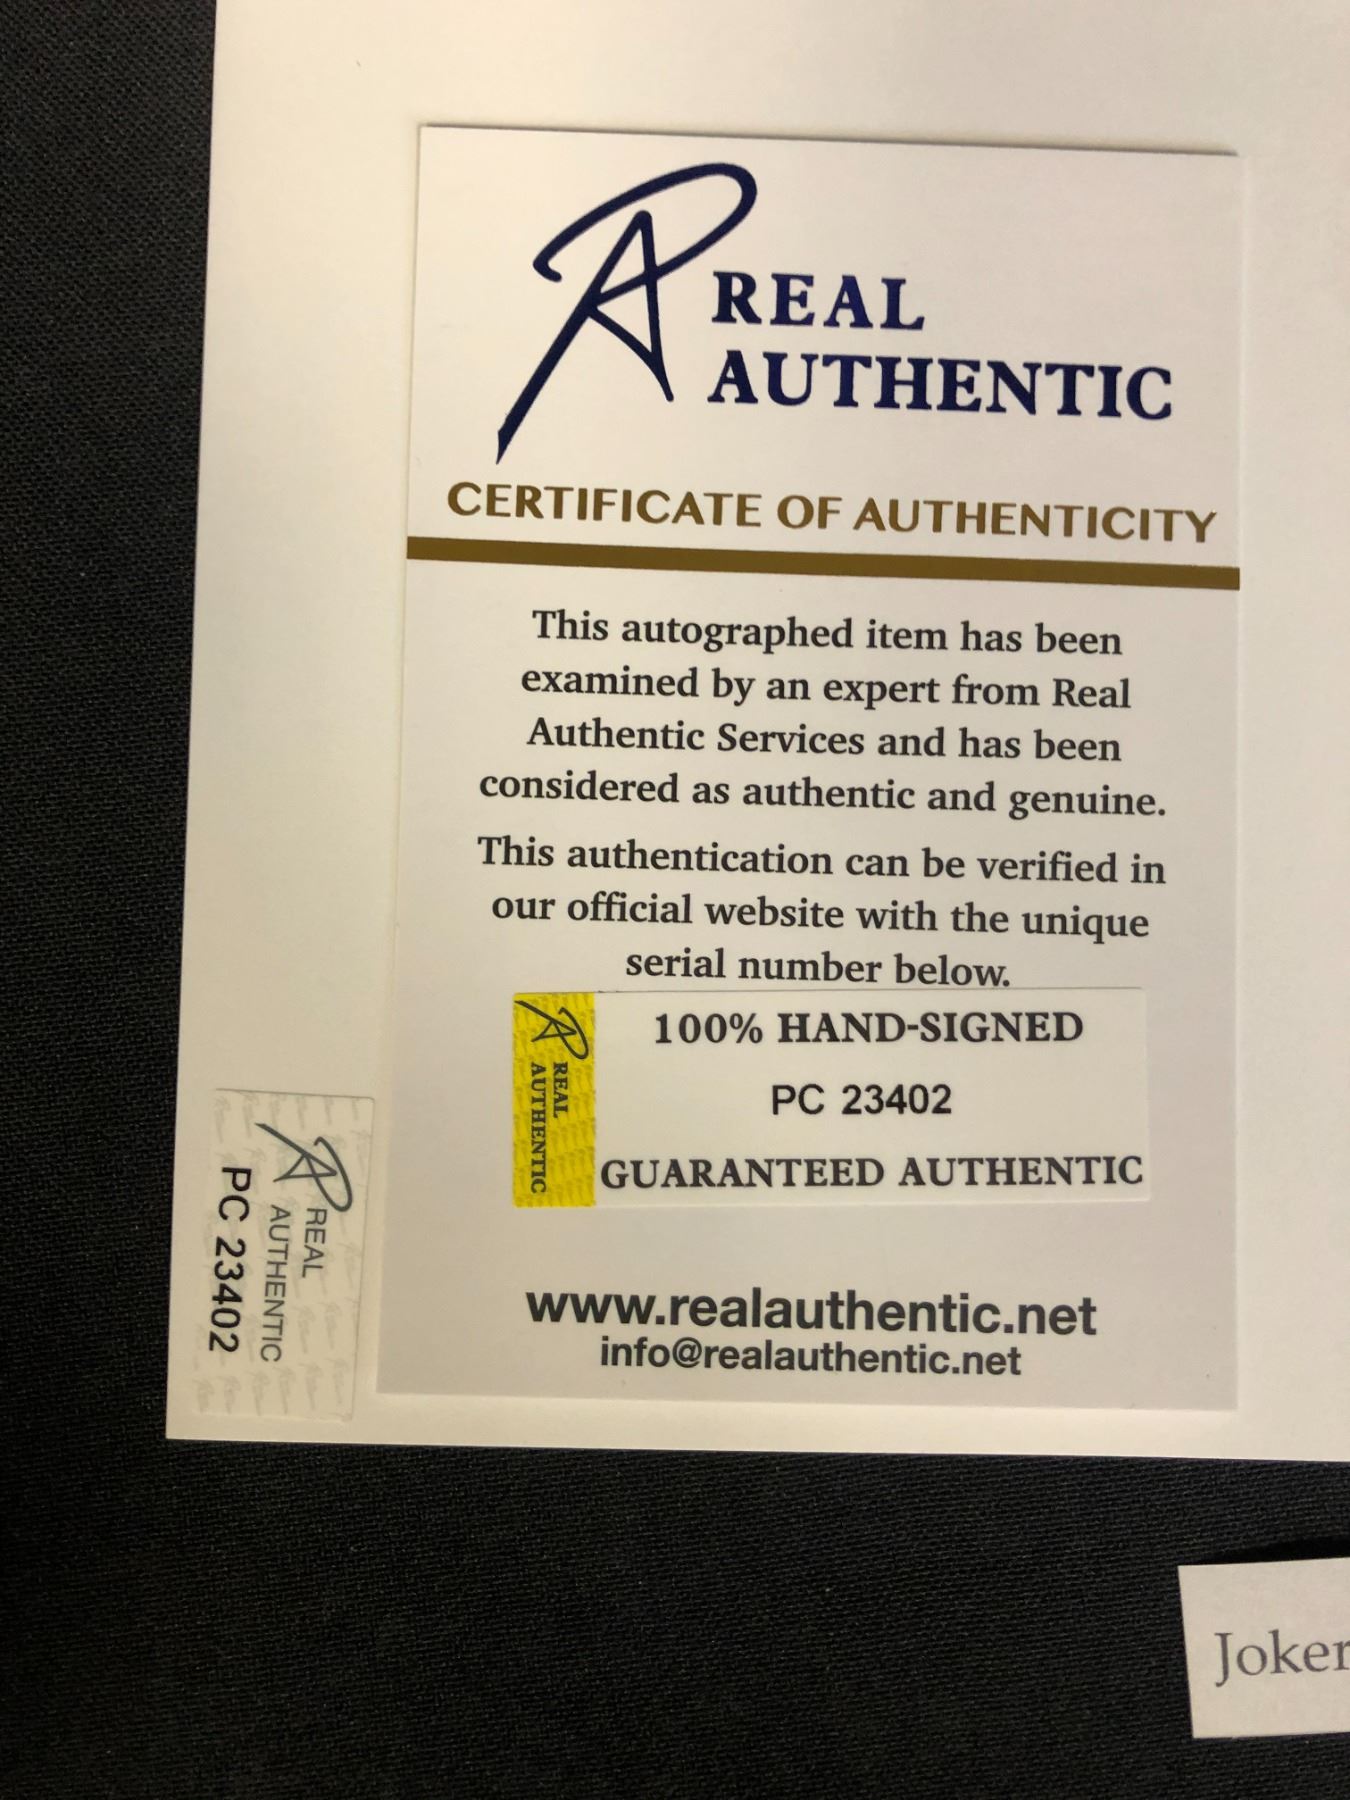 REAL
AUTHENTIC
CERTIFICATE OF AUTHENTICITY
This autographed item has been
examined by an expert from Real
Authentic Services and has been
considered as authentic and genuine.
This authentication can be verified in
our official website with the unique
serial number below.
REAL
AUTHENTIC
100% HAND-SIGNED
PC 23402
GUARANTEED AUTHENTIC
www.realauthentic.net
info@realauthentic.net
REAL
AUTHENTIC
PC 23402
Joker